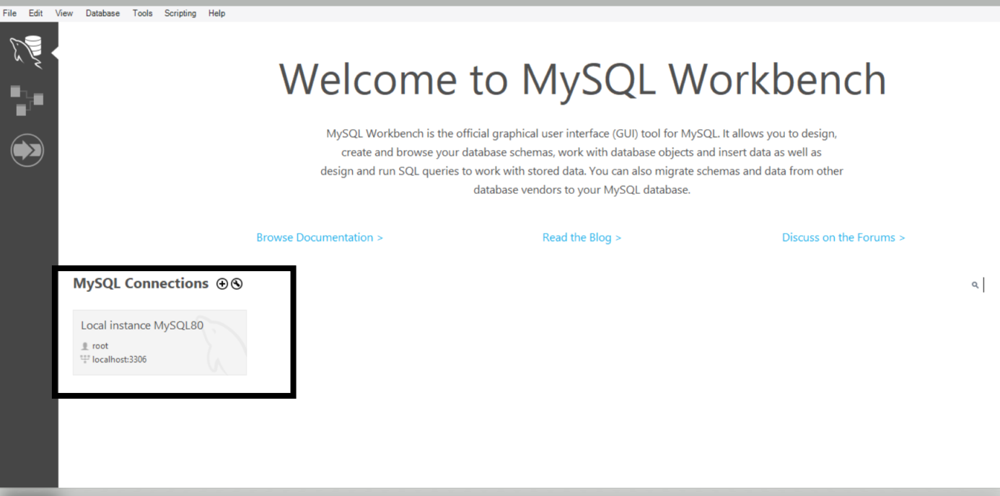 File Edit View Database Tools Scripting Help
Welcome to MySQL Workbench
MySQL Workbench is the official graphical user interface (GUI) tool for MySQL. It allows you to design,
create and browse your database schemas, work with database objects and insert data as well as
design and run SQL queries to work with stored data. You can also migrate schemas and data from other
database vendors to your MySQL database.
Browse Documentation > Read the Blog > Discuss on the Forums >
MySQL Connections
Local instance MySQL80
root
localhost:3306